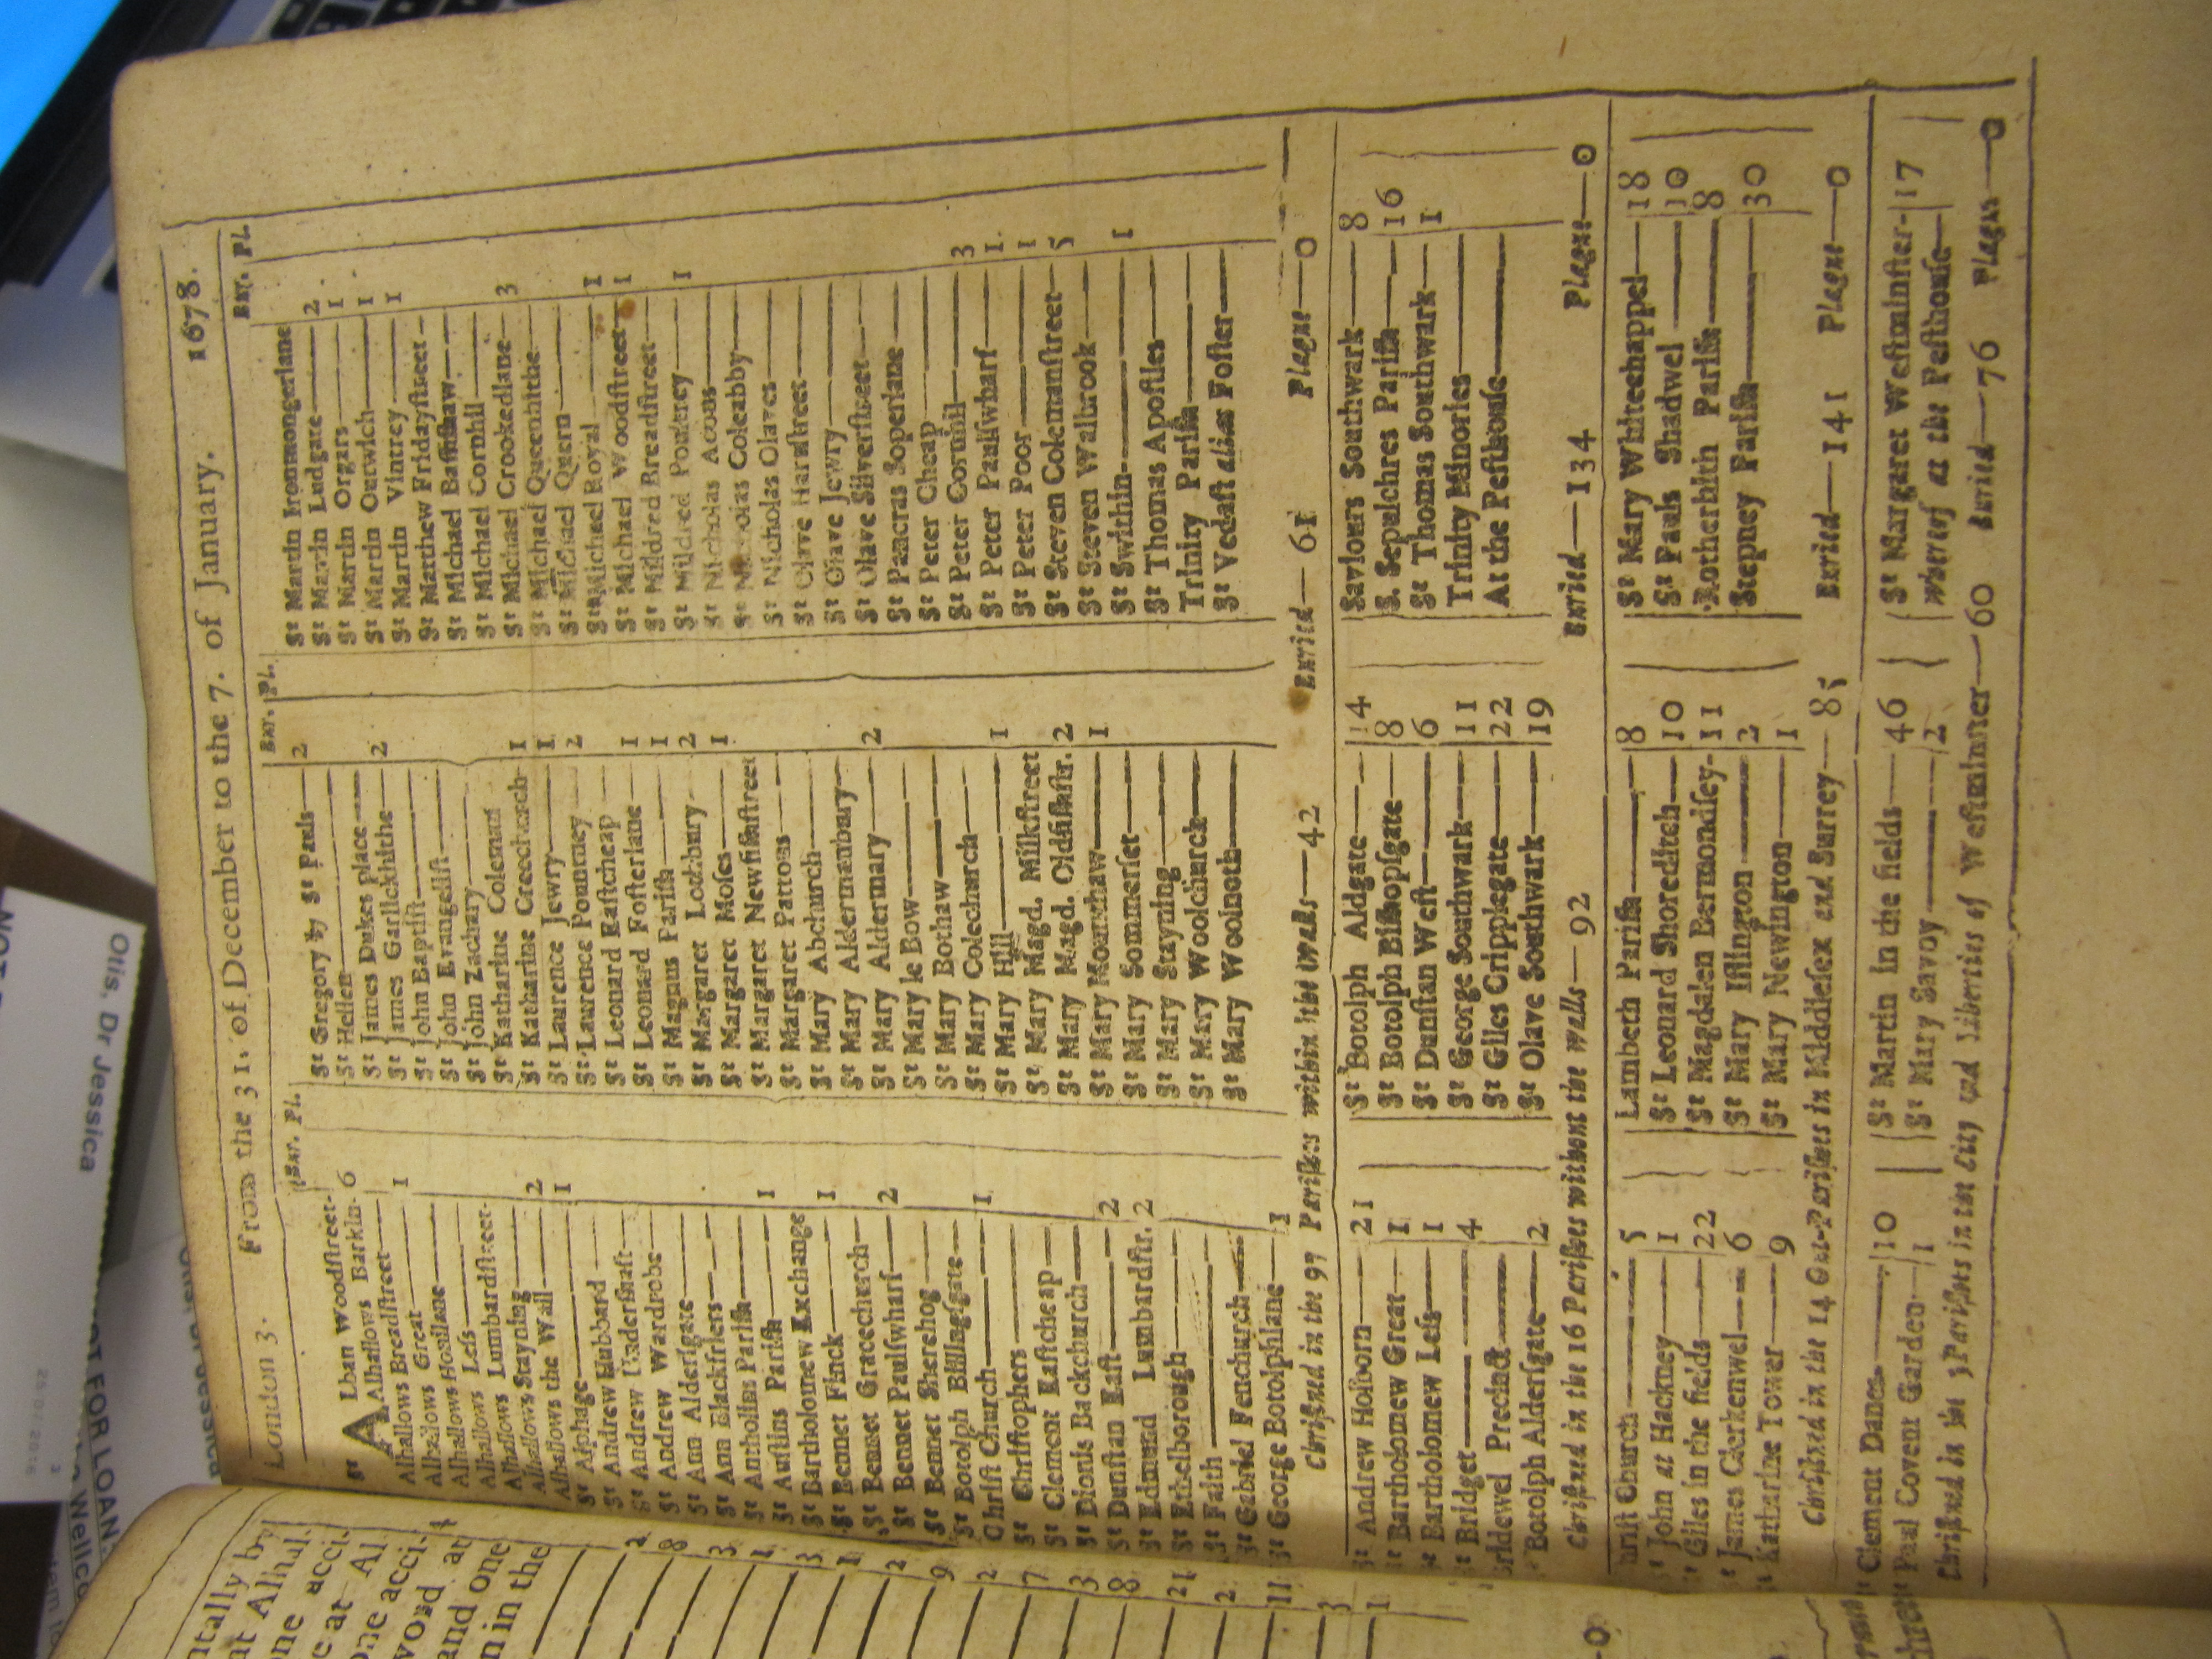 London 3. From the 31. of December to the 7. of January. 1678.
Bur. Pl.
St ALban Woodſtreet-
Alhallows Barkin- 6
Alhallows Breadſtreet— 1
Alhallows Great——
Alhallows Honilane——
Alhallows Leſs——
Alhallows Lumbardſtreet-
Alhallows Stayning—— 2
Alhallows the Wall—— 1
St Alphage——
St Andrew Hubbard——
St Andrew Underſhaft——
St Andrew Wardrobe——
St Ann Alderſgate——
St Ann Blackfriers——
St Antholins Pariſh——
St Auſtins Pariſh—— 1
St Bartholomew Exchange
St Bennet Finck—— 1
St Bennet Gracechurch—
St Bennet Paulſwharf— 2
St Bennet Sherehog——
St Botolph Billingſgate—
Chriſt Church—— 1
St Chriſtophers——
St Clement Eaſtcheap—
St Dionis Backchurch——
St Dunſtan Eaſt—— 2
St Edmund Lumbardſtr. 2
St Ethelborough——
St Faith——
St Gabriel Fenchurch——
St George Botolphlane— 1
Bur. Pl.
St Gregory by St Pauls— 2
St Hellen——
St James Dukes place—
St James Garlickhithe— 2
St John Baptiſt——
St John Evangeliſt——
St John Zachary——
St Katharine Coleman
St Katharine Creechurch- 1
St Laurence Jewry—— 1
St Laurence Pountney— 2
St Leonard Eaſtcheap—
St Leonard Foſterlane— 1
St Magnus Pariſh—— 1
St Margaret Lothbury— 2
St Margaret Moſes—— 1
St Margaret Newfiſhſtreet
St Margaret Pattons——
St Mary Abchurch——
St Mary Aldermanbury—
St Mary Aldermary—— 2
St Mary le Bow——
St Mary Bothaw——
St Mary Colechurch——
St Mary Hill—— 1
St Mary Magd. Milkſtreet
St Mary Magd. Oldfiſhſtr. 2
St Mary Mounthaw—— 1
St Mary Sommerſet——
St Mary Stayning——
St Mary Woolchurch——
St Mary Woolnoth——
Bur. Pl.
St Martin Ironmongerlane
St Martin Ludgate—— 2
St Martin Orgars—— 1
St Martin Outwich—— 1
St Martin Vintrey—— 1
St Matthew Fridayſtreet—
St Michael Baſſiſhaw——
St Michael Cornhil——
St Michael Crookedlane— 3
St Michael Queenhithe—
St Michael Quern——
St Michael Royal—— 1
St Michael Woodſtreet— 1
St Mildred Breadſtreet—
St Mildred Poultrey—— 1
St Nicholas Acons——
St Nicholas Coleabby—
St Nicholas Olaves——
St Olave Hartſtreet——
St Olave Jewry——
St Olave Silverſtreet——
St Pancras Soperlane——
St Peter Cheap——
St Peter Cornhil—— 3
St Peter Paulſwharf— 1
St Peter Poor—— 1
St Steven Colemanſtreet— 5
St Steven Walbrook——
St Swithin—— 1
St Thomas Apoſtles——
Trinity Pariſh——
St Vedaſt alias Foſter——
Chriſtned in the 97 Pariſhes within the walls—42 Buried—61 Plague—0
St Andrew Holborn—— 21
St Bartholomew Great— 1
St Bartholomew Leſs— 1
St Bridget—— 4
Bridewel Precinct——
St Botolph Alderſgate— 2
St Botolph Aldgate—— 14
St Botolph Biſhopſgate— 8
St Dunſtan Weſt—— 6
St George Southwark— 11
St Giles Cripplegate— 22
St Olave Southwark— 19
Saviours Southwark—— 8
S. Sepulchres Pariſh—— 16
St Thomas Southwark— 1
Trinity Minories——
At the Peſthouſe——
Chriſtned in the 16 Pariſhes without the walls—92 Buried—134 Plague—0
Chriſt Church—— 5
St John at Hackney—— 1
St Giles in the fields— 22
St James Clerkenwel— 6
St Katharine Tower— 9
Lambeth Pariſh—— 8
St Leonard Shoreditch— 10
St Magdalen Bermondſey- 11
St Mary Iſlington—— 2
St Mary Newington—— 1
St Mary Whitechappel— 18
St Pauls Shadwel—— 10
Rotherhith Pariſh—— 8
Stepney Pariſh—— 30
Chriſtned in the 14 Out-Pariſhes in Middleſex and Surrey—85 Buried—141 Plague—0
Clement Danes—— 10
Paul Covent Garden— 1
St Martin in the fields— 46
St Mary Savoy—— 2
St Margaret Weſtminſter- 17
whereof at the Peſthouſe—
Chriſtned in the 5 Pariſhes in the City and Liberties of Weſtminſter—60 Buried—76 Plague—0
Otis, Dr Jessica
NOT FOR LOAN